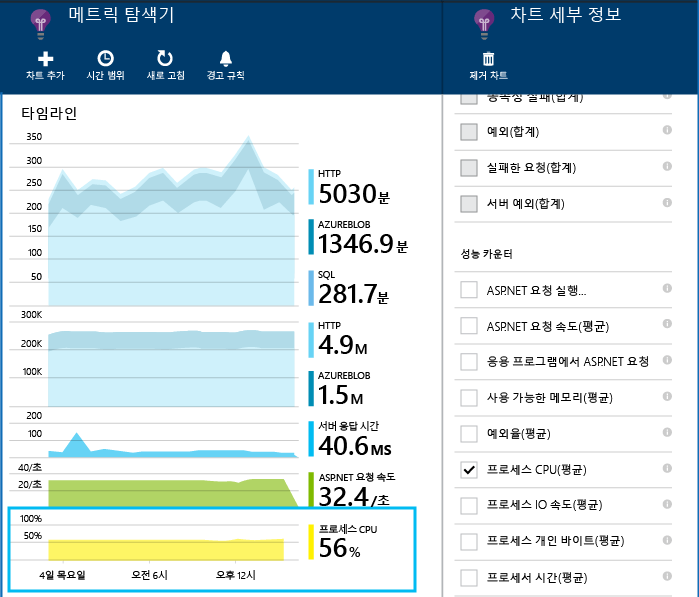 메트릭 탐색기
차트 추가
시간 범위
새로 고침
경고 규칙
타임라인
350
300
250
200
150
100
50
HTTP
5030분
AZUREBLOB
1346.9분
SQL
281.7분
300K
200K
100K
HTTP
4.9M
AZUREBLOB
1.5M
200
100
서버 응답 시간
40.6MS
40/초
20/초
ASP.NET 요청 속도
32.4/초
100%
50%
프로세스 CPU
56%
4일 목요일
오전 6시
오후 12시
차트 세부 정보
제거 차트
종속성 실패(합계)
예외(합계)
실패한 요청(합계)
서버 예외(합계)
성능 카운터
ASP.NET 요청 실행...
ASP.NET 요청 속도(평균)
응용 프로그램에서 ASP.NET 요청
사용 가능한 메모리(평균)
예외율(평균)
프로세스 CPU(평균)
프로세스 IO 속도(평균)
프로세스 개인 바이트(평균)
프로세서 시간(평균)